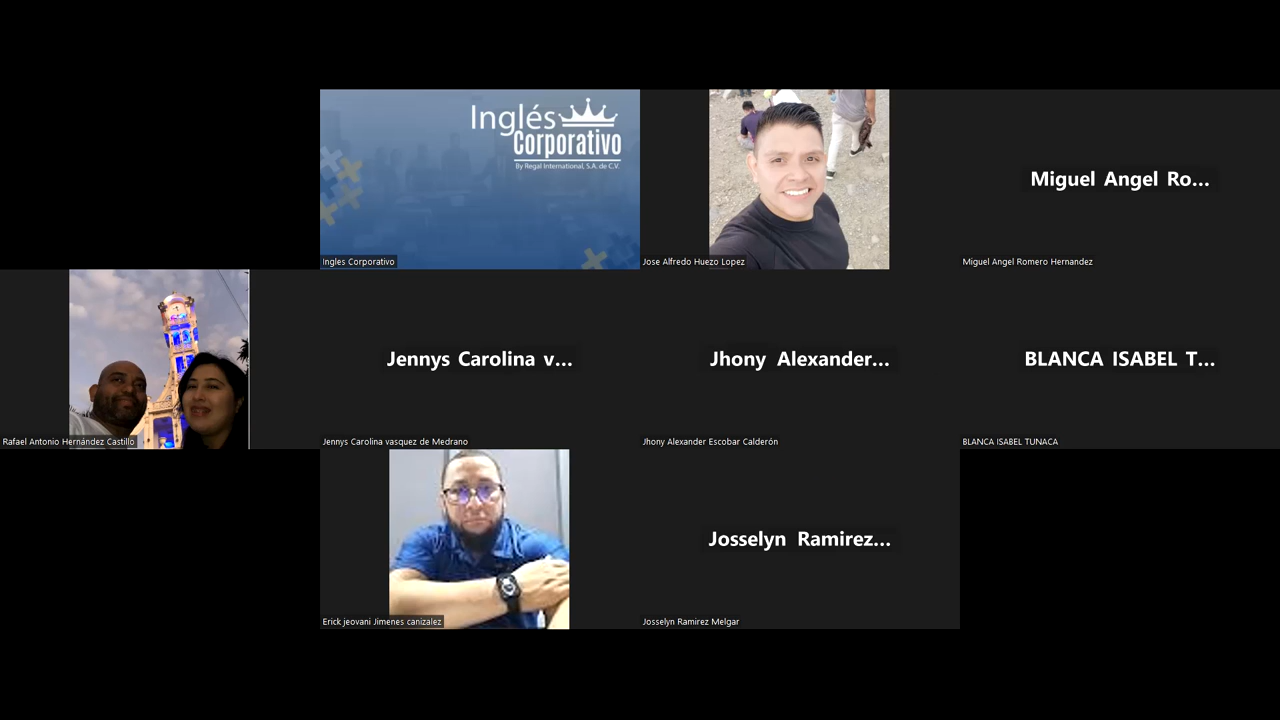 Inglés
Corporativo
By Regal International, S.A. de C.V.
Ingles Corporativo
Jose Alfredo Huezo Lopez
Miguel Angel Ro...
Miguel Angel Romero Hernandez
Rafael Antonio Hernández Castillo
Jennys Carolina v...
Jennys Carolina vasquez de Medrano
Jhony Alexander...
Jhony Alexander Escobar Calderón
BLANCA ISABEL T...
BLANCA ISABEL TUNACA
Erick jeovani Jimenes canizalez
Josselyn Ramirez...
Josselyn Ramirez Melgar